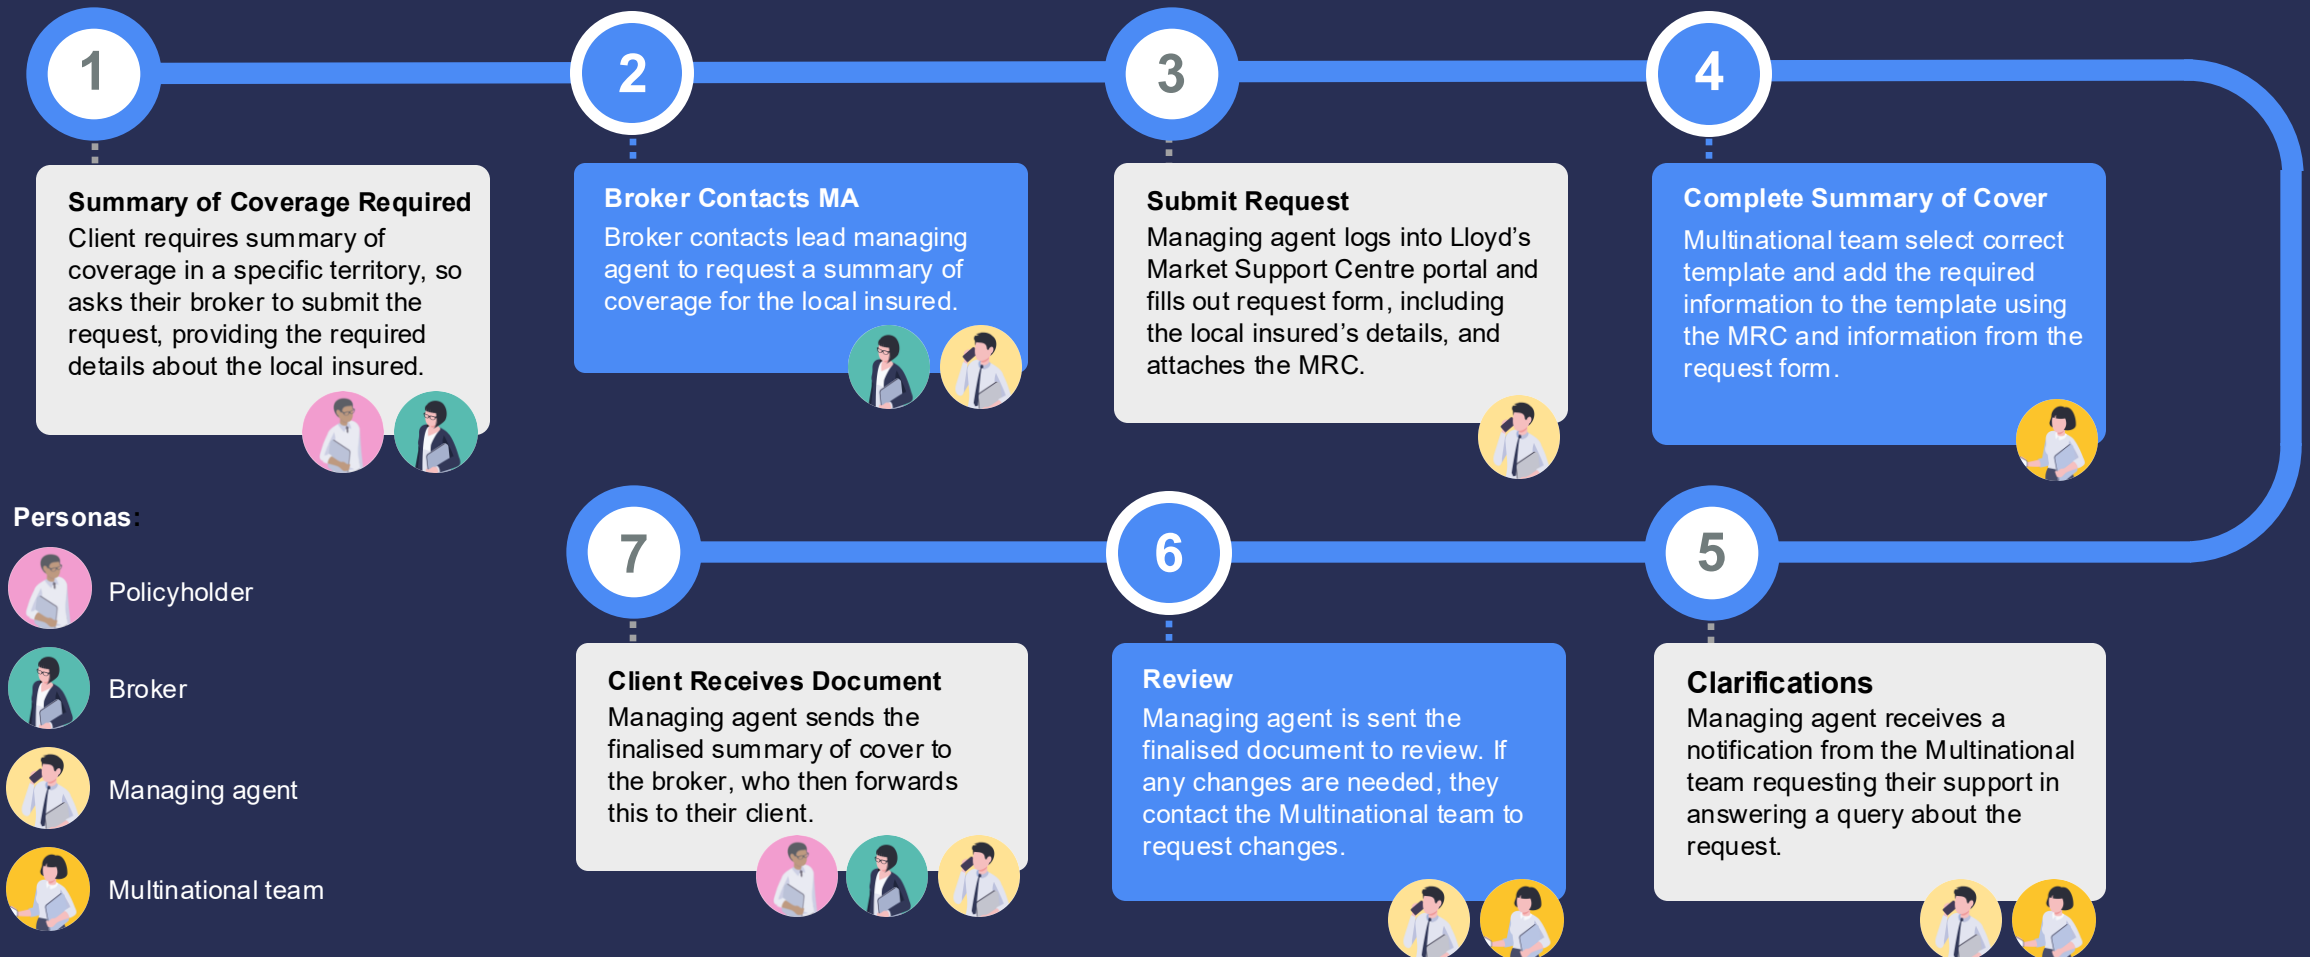 1
2
3
4
Summary of Coverage Required
Client requires summary of
coverage in a specific territory, so
asks their broker to submit the
request, providing the required
details about the local insured.
Broker Contacts MA
Broker contacts lead managing
agent to request a summary of
coverage for the local insured.
Submit Request
Managing agent logs into Lloyd’s
Market Support Centre portal and
fills out request form, including
the local insured’s details, and
attaches the MRC.
Complete Summary of Cover
Multinational team select correct
template and add the required
information to the template using
the MRC and information from the
request form.
7
6
5
Client Receives Document
Managing agent sends the
finalised summary of cover to
the broker, who then forwards
this to their client.
Review
Managing agent is sent the
finalised document to review. If
any changes are needed, they
contact the Multinational team to
request changes.
Clarifications
Managing agent receives a
notification from the Multinational
team requesting their support in
answering a query about the
request.
Personas:
Policyholder
Broker
Managing agent
Multinational team